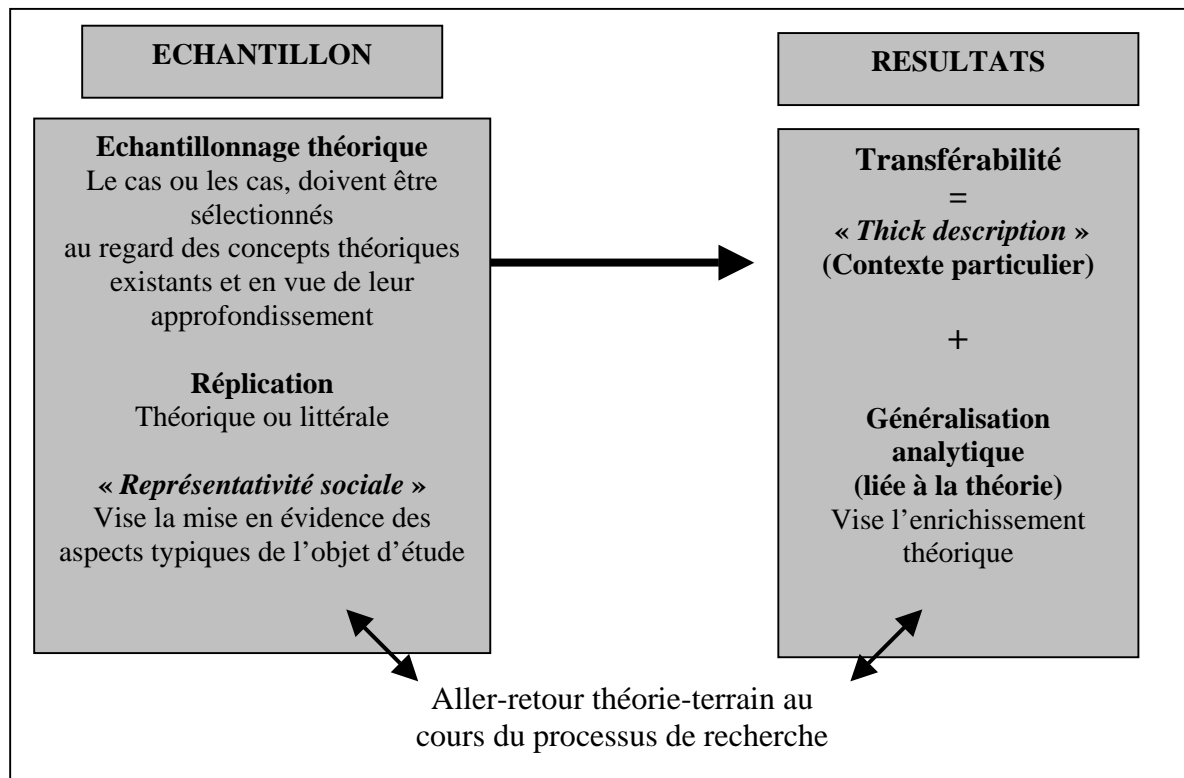 ECHANTILLON
Echantillonnage théorique
Le cas ou les cas, doivent être
sélectionnés
au regard des concepts théoriques
existants et en vue de leur
approfondissement
Réplication
Théorique ou littérale
« Représentativité sociale »
Vise la mise en évidence des
aspects typiques de l’objet d’étude
RESULTATS
Transférabilité
=
« Thick description »
(Contexte particulier)
+
Généralisation
analytique
(liée à la théorie)
Vise l’enrichissement
théorique
Aller-retour théorie-terrain au
cours du processus de recherche